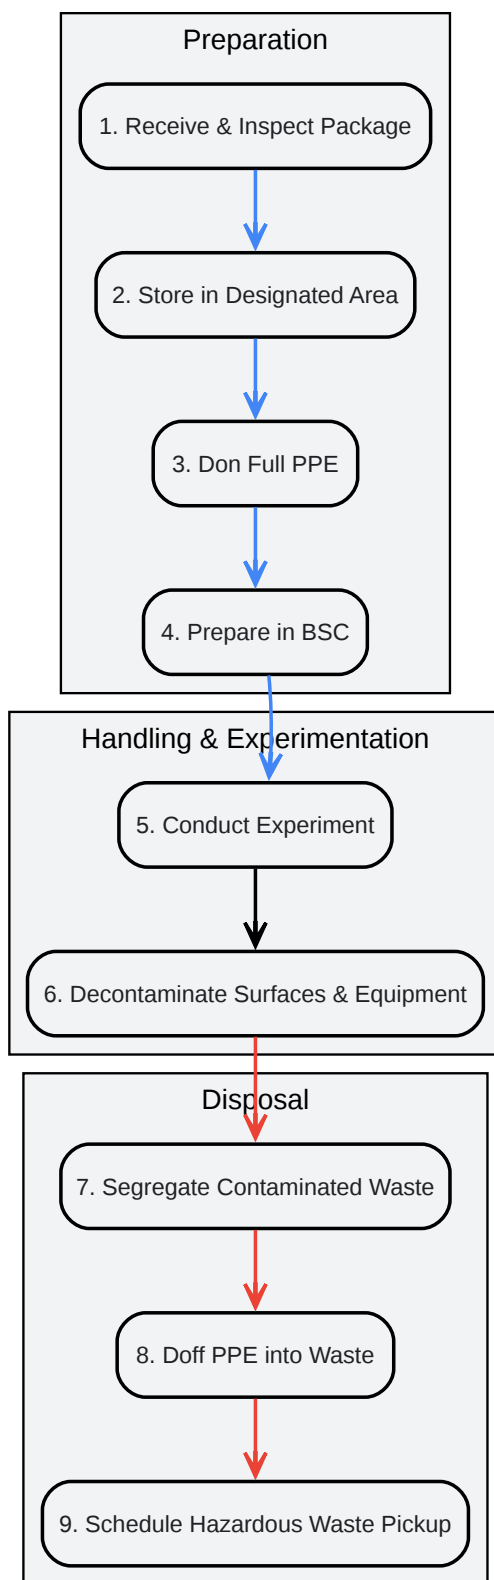 Preparation
1. Receive & Inspect Package
2. Store in Designated Area
3. Don Full PPE
4. Prepare in BSC
Handling & Experimentation
5. Conduct Experiment
6. Decontaminate Surfaces & Equipment
Disposal
7. Segregate Contaminated Waste
8. Doff PPE into Waste
9. Schedule Hazardous Waste Pickup